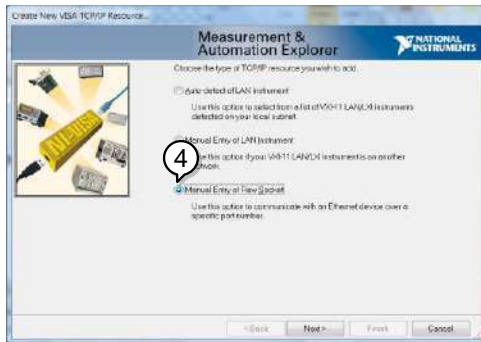 Create New VISA TCP/IP Resource...
Measurement &
Automation Explorer
NATIONAL
INSTRUMENTS
Choose the type of TCP/IP resource you wish to add.
Auto-detect of LAN Instrument
Use this option to select from a list of VXI-11 LAN/LXI instruments
detected on your local subnet.
Manual Entry of LAN Instrument
this option if your VXI-11 LAN/LXI instrument is on another
4
Manual Entry of Raw Socket
Use this option to communicate with an Ethernet device over a
specific port number.
NI-VISA
<Back
Next>
Finish
Cancel